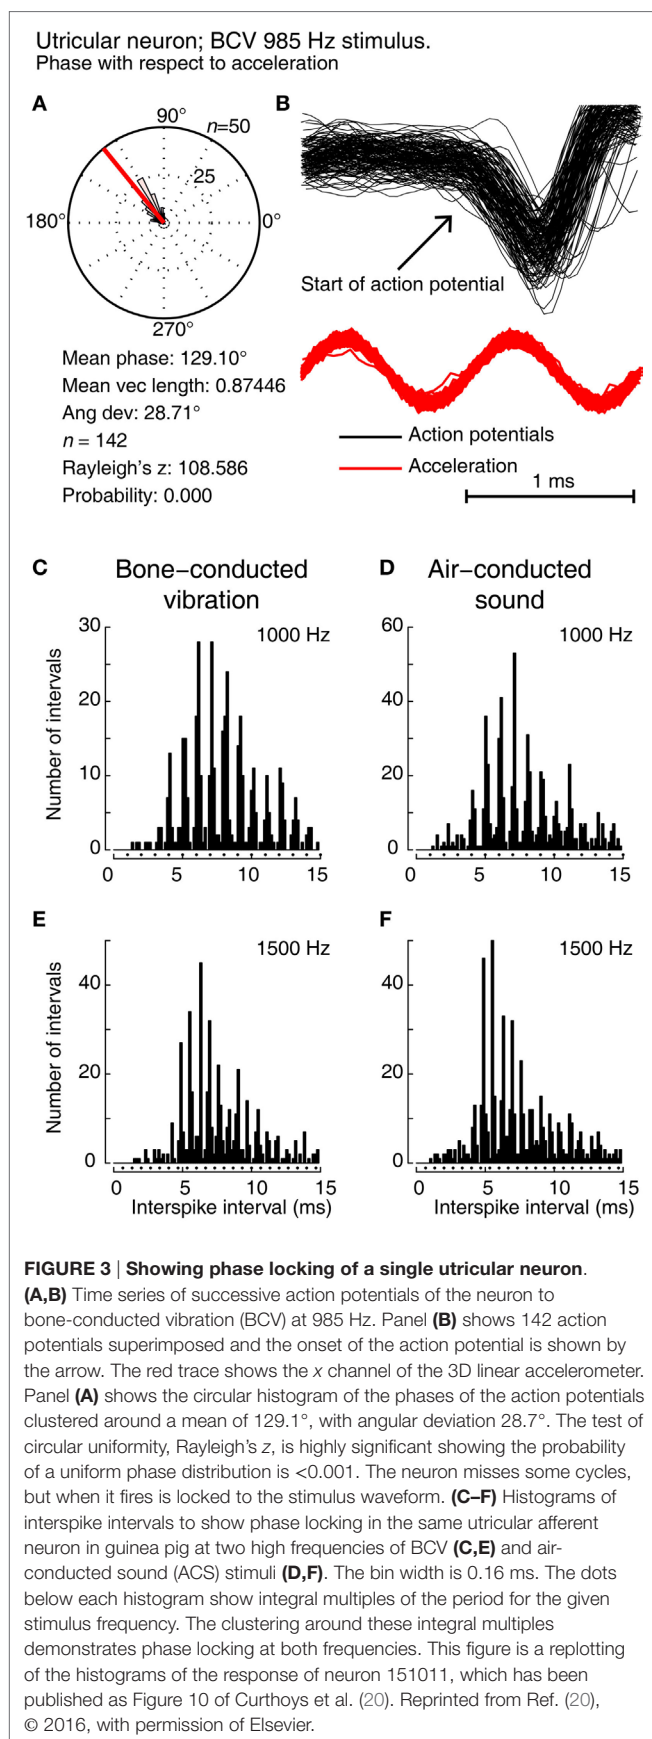 Utricular neuron; BCV 985 Hz stimulus.
Phase with respect to acceleration
A
90°
n=50
25
180°
0°
270°
Mean phase: 129.10°
Mean vec length: 0.87446
Ang dev: 28.71°
n = 142
Rayleigh's z: 108.586
Probability: 0.000
B
Start of action potential
Action potentials
Acceleration
1 ms
C
Bone–conducted
vibration
1000 Hz
Number of intervals
30
20
10
0
0
5
10
15
D
Air–conducted
sound
1000 Hz
60
40
20
0
0
5
10
15
E
1500 Hz
Number of intervals
40
20
0
0
5
10
15
Interspike interval (ms)
F
1500 Hz
40
20
0
0
5
10
15
Interspike interval (ms)
FIGURE 3 | Showing phase locking of a single utricular neuron.
(A,B) Time series of successive action potentials of the neuron to
bone-conducted vibration (BCV) at 985 Hz. Panel (B) shows 142 action
potentials superimposed and the onset of the action potential is shown by
the arrow. The red trace shows the x channel of the 3D linear accelerometer.
Panel (A) shows the circular histogram of the phases of the action potentials
clustered around a mean of 129.1°, with angular deviation 28.7°. The test of
circular uniformity, Rayleigh's z, is highly significant showing the probability
of a uniform phase distribution is <0.001. The neuron misses some cycles,
but when it fires is locked to the stimulus waveform. (C–F) Histograms of
interspike intervals to show phase locking in the same utricular afferent
neuron in guinea pig at two high frequencies of BCV (C,E) and air-
conducted sound (ACS) stimuli (D,F). The bin width is 0.16 ms. The dots
below each histogram show integral multiples of the period for the given
stimulus frequency. The clustering around these integral multiples
demonstrates phase locking at both frequencies. This figure is a replotting
of the histograms of the response of neuron 151011, which has been
published as Figure 10 of Curthoys et al. (20). Reprinted from Ref. (20),
© 2016, with permission of Elsevier.